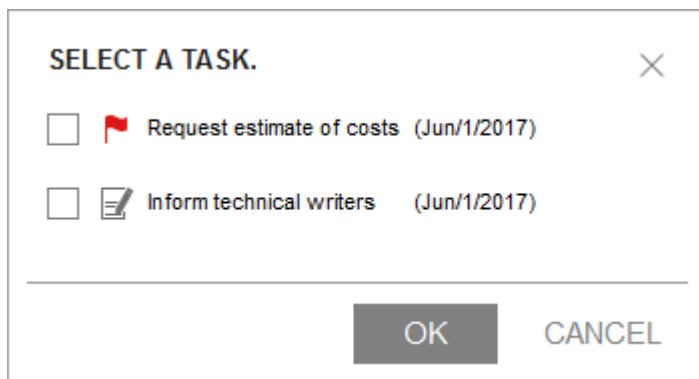 SELECT A TASK.
Request estimate of costs (Jun/1/2017)
Inform technical writers (Jun/1/2017)
OK CANCEL